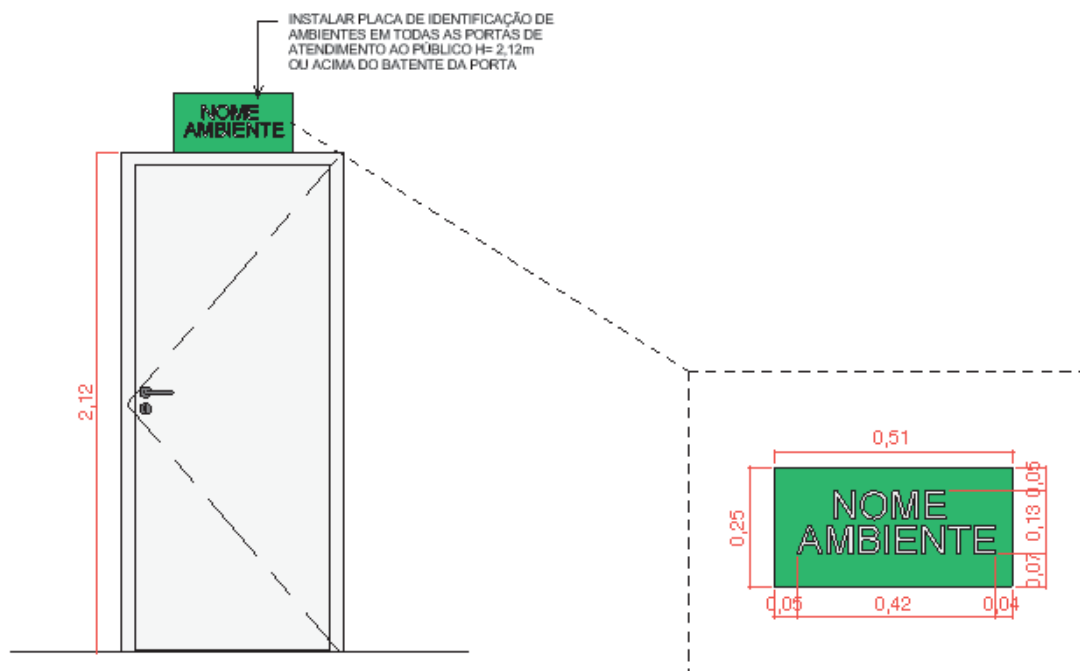 INSTALAR PLACA DE IDENTIFICAÇÃO DE
AMBIENTES EM TODAS AS PORTAS DE
ATENDIMENTO AO PÚBLICO H= 2,12m
OU ACIMA DO BATENTE DA PORTA
NOME
AMBIENTE
2,12
0,51
0,25
NOME
AMBIENTE
0,05
0,13
0,07
0,05
0,42
0,04